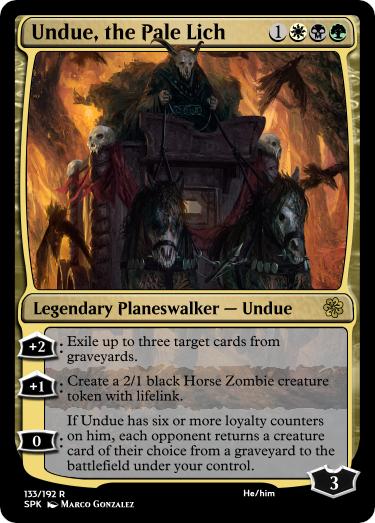 Undue, the Pale Lich 1
Legendary Planeswalker — Undue
+2: Exile up to three target cards from
graveyards.
+1: Create a 2/1 black Horse Zombie creature
token with lifelink.
If Undue has six or more loyalty counters
on him, each opponent returns a creature
0: card of their choice from a graveyard to the
battlefield under your control.
3
133/192 R He/him
SPK Marco Gonzalez